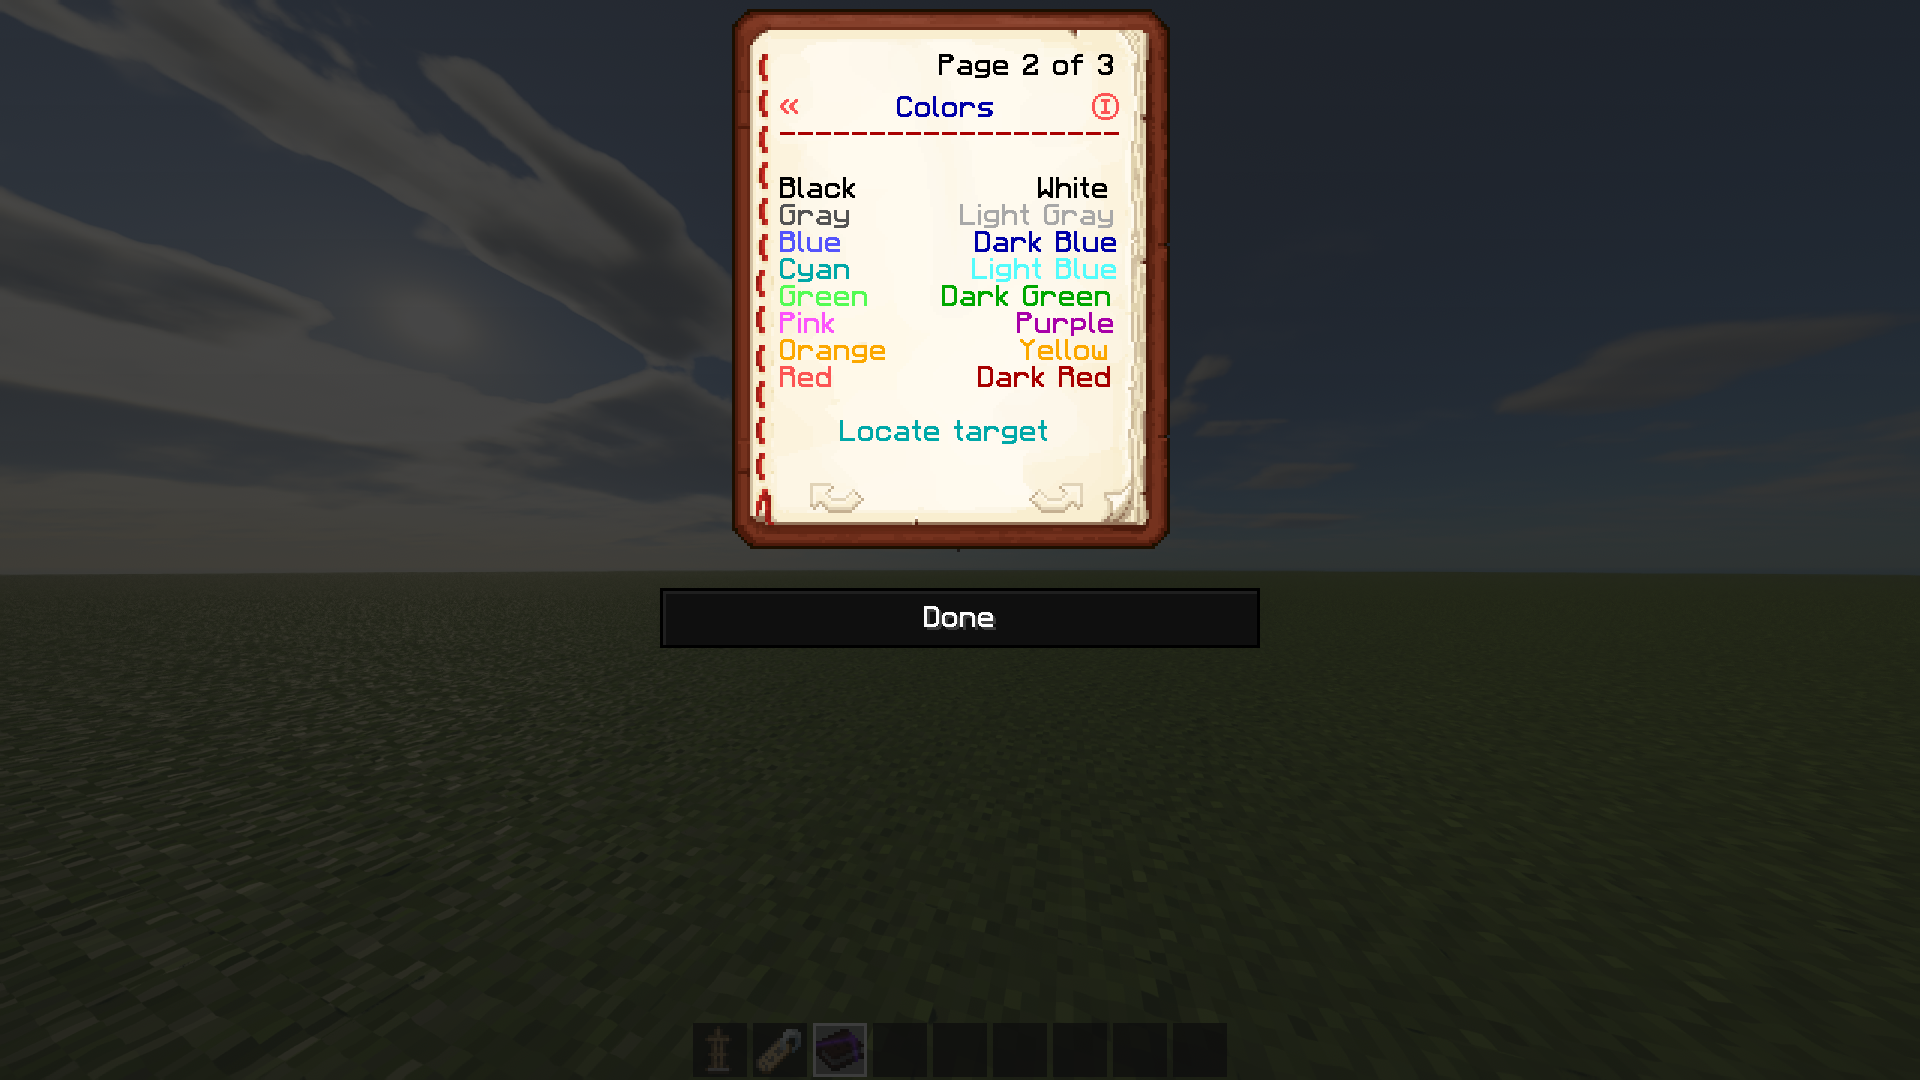 Page 2 of 3
« Colors Ⓘ
Black White
Gray Light Gray
Blue Dark Blue
Cyan Light Blue
Green Dark Green
Pink Purple
Orange Yellow
Red Dark Red
Locate target
Done